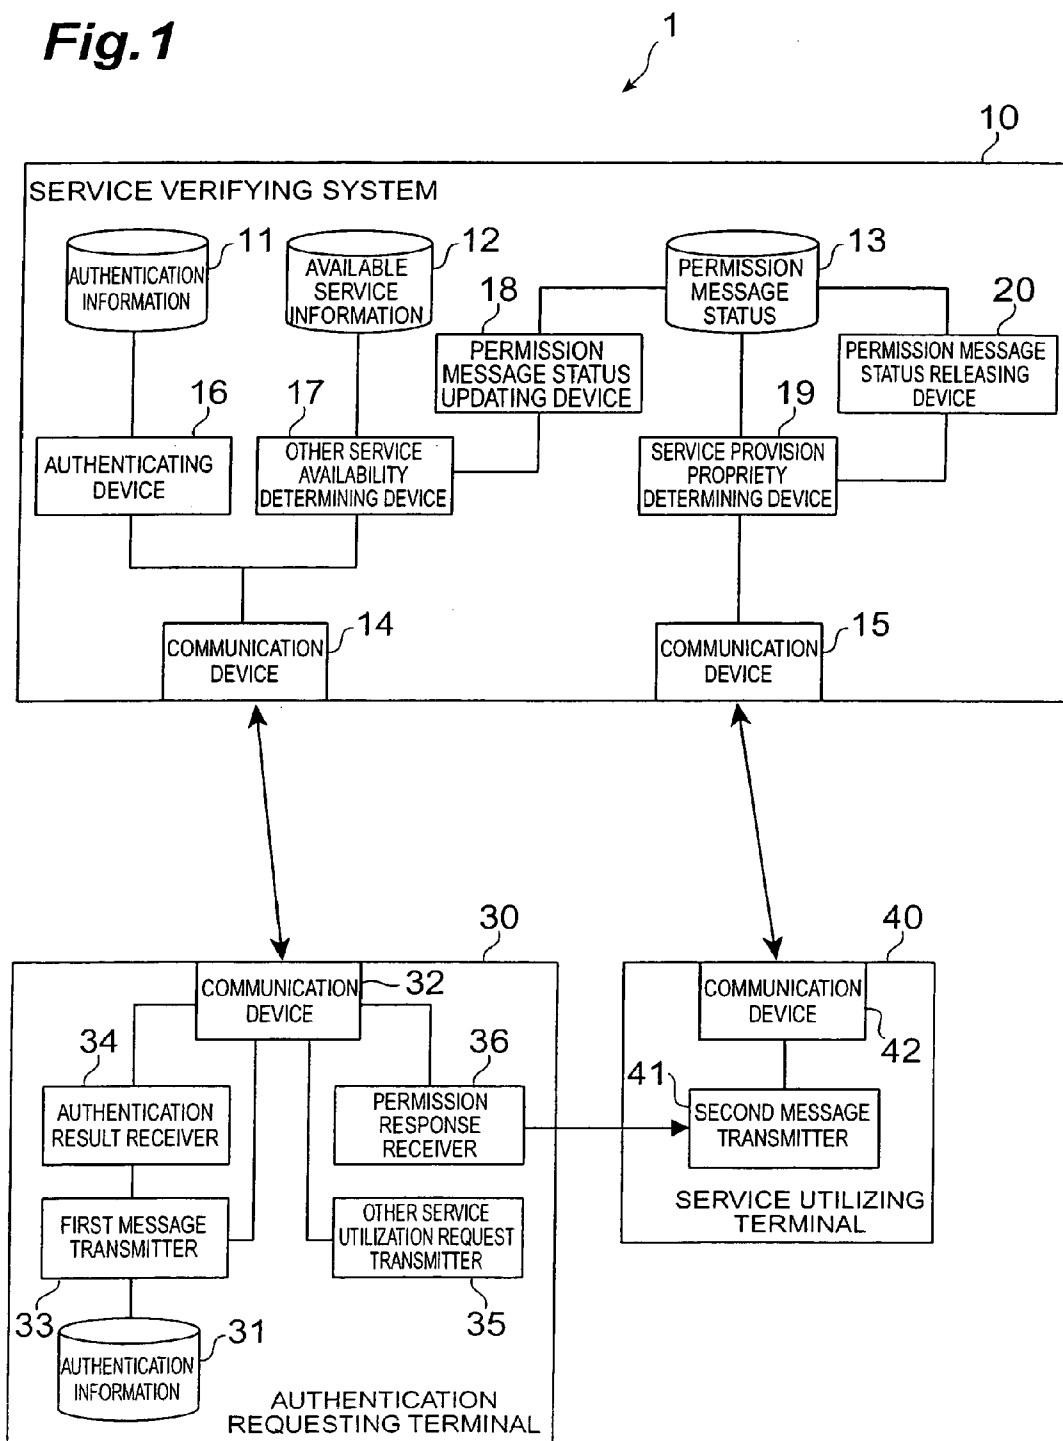 Fig.1
1
10
SERVICE VERIFYING SYSTEM
11
AUTHENTICATION
INFORMATION
12
AVAILABLE
SERVICE
INFORMATION
13
PERMISSION
MESSAGE
STATUS
18
PERMISSION
MESSAGE STATUS
UPDATING DEVICE
20
PERMISSION MESSAGE
STATUS RELEASING
DEVICE
16
AUTHENTICATING
DEVICE
17
OTHER SERVICE
AVAILABILITY
DETERMINING DEVICE
19
SERVICE PROVISION
PROPRIETY
DETERMINING DEVICE
14
COMMUNICATION
DEVICE
15
COMMUNICATION
DEVICE
30
COMMUNICATION
DEVICE
32
34
AUTHENTICATION
RESULT RECEIVER
36
PERMISSION
RESPONSE
RECEIVER
FIRST MESSAGE
TRANSMITTER
33
OTHER SERVICE
UTILIZATION REQUEST
TRANSMITTER
35
31
AUTHENTICATION
INFORMATION
AUTHENTICATION
REQUESTING TERMINAL
40
COMMUNICATION
DEVICE
42
41
SECOND MESSAGE
TRANSMITTER
SERVICE UTILIZING
TERMINAL